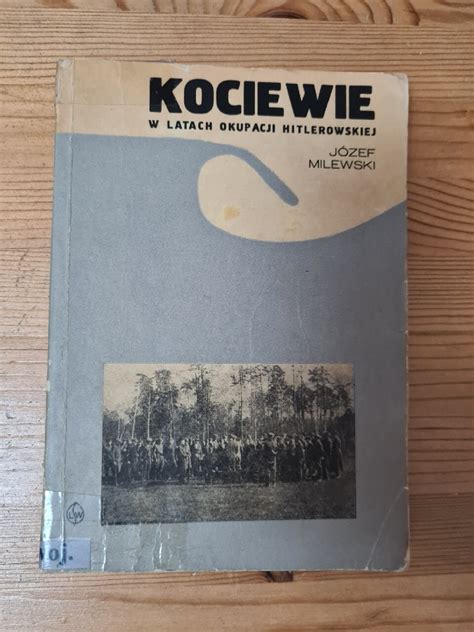 KOCIEWIE
W LATACH OKUPACJI HITLEROWSKIEJ
JÓZEF
MILEWSKI
oj.